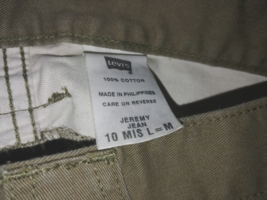 Levi's
100% COTTON
MADE IN PHILIPPINES
CARE ON REVERSE
JEREMY
JEAN
10 MIS L=M